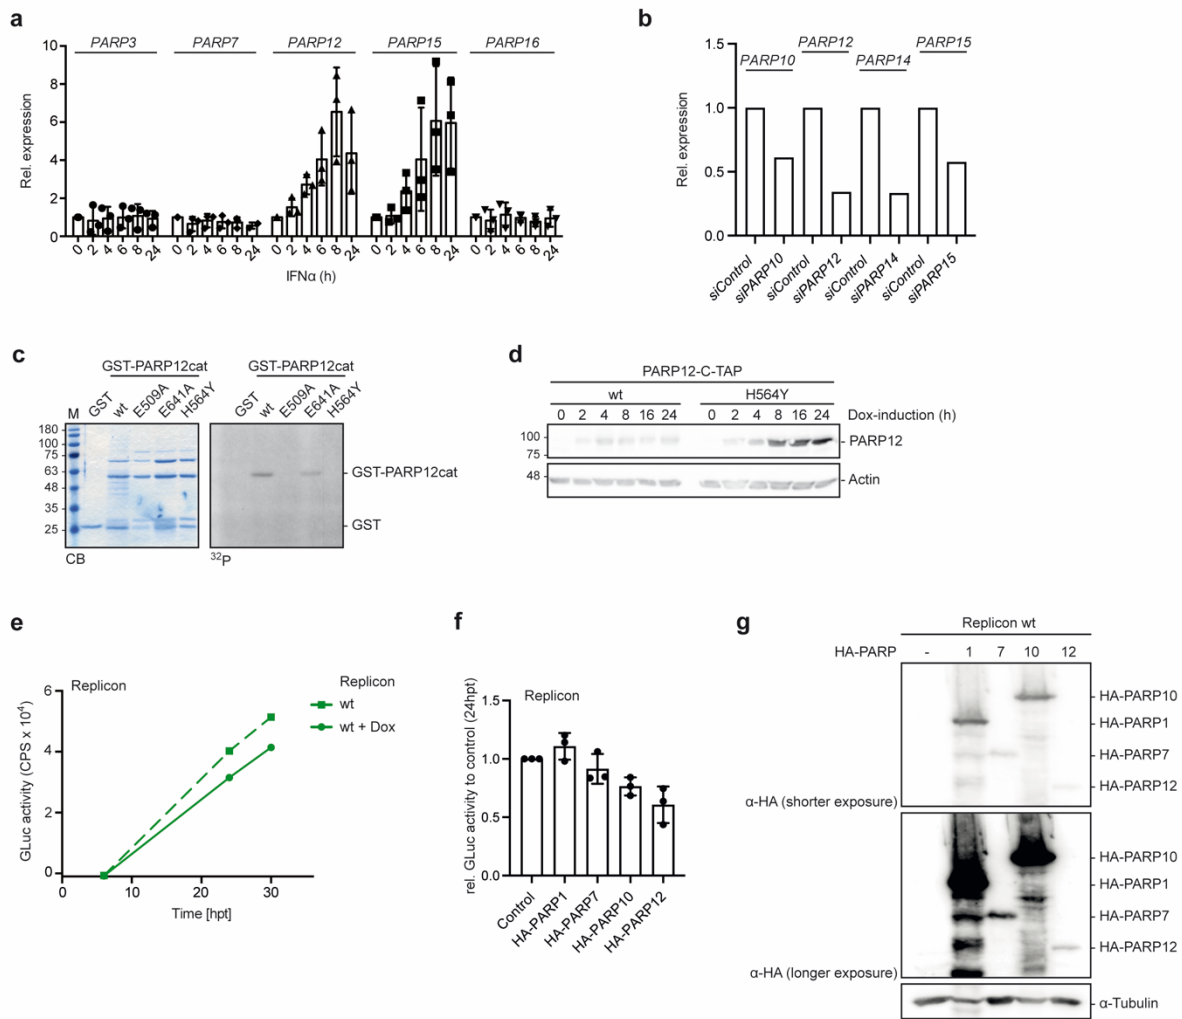 a
PARP3 PARP7 PARP12 PARP15 PARP16
Rel. expression
10
8
6
4
2
0
0 2 4 6 8 24 0 2 4 6 8 24 0 2 4 6 8 24 0 2 4 6 8 24 0 2 4 6 8 24
IFNα (h)
b
PARP10 PARP12 PARP14 PARP15
Rel. expression
1.5
1.0
0.5
0.0
siControl siPARP10 siControl siPARP12 siControl siPARP14 siControl siPARP15
c
GST-PARP12cat GST-PARP12cat
M GST wt E509A E641A H564Y GST wt E509A E641A H564Y
180
100
75
63
48
35
25
GST-PARP12cat
GST
CB
32P
d
PARP12-C-TAP
wt H564Y
0 2 4 8 16 24 0 2 4 8 16 24 Dox-induction (h)
100
75
PARP12
48
Actin
e
Replicon
GLuc activity (CPS x 10⁴)
6
4
2
0
0 10 20 30
Time [hpt]
Replicon
wt
wt + Dox
f
Replicon
rel. GLuc activity to control (24hpt)
1.5
1.0
0.5
0.0
Control HA-PARP1 HA-PARP7 HA-PARP10 HA-PARP12
g
Replicon wt
HA-PARP - 1 7 10 12
HA-PARP10
HA-PARP1
HA-PARP7
HA-PARP12
α-HA (shorter exposure)
HA-PARP10
HA-PARP1
HA-PARP7
HA-PARP12
α-HA (longer exposure)
α-Tubulin